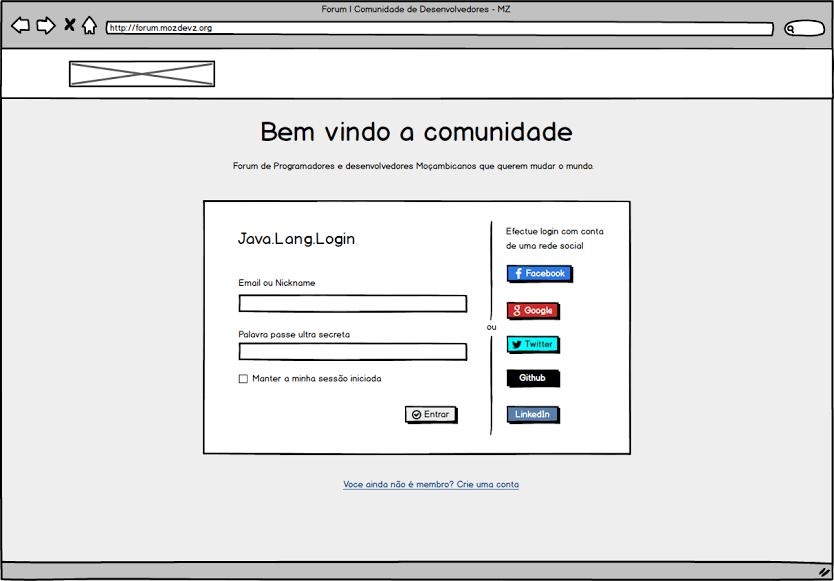 Forum | Comunidade de Desenvolvedores - MZ
http://forum.mozdevz.org
Bem vindo a comunidade
Forum de Programadores e desenvolvedores Moçambicanos que querem mudar o mundo.
Java.Lang.Login
Email ou Nickname
Palavra passe ultra secreta
Manter a minha sessão iniciada
Entrar
ou
Efectue login com conta
de uma rede social
Facebook
Google
Twitter
Github
LinkedIn
Voce ainda não é membro? Crie uma conta